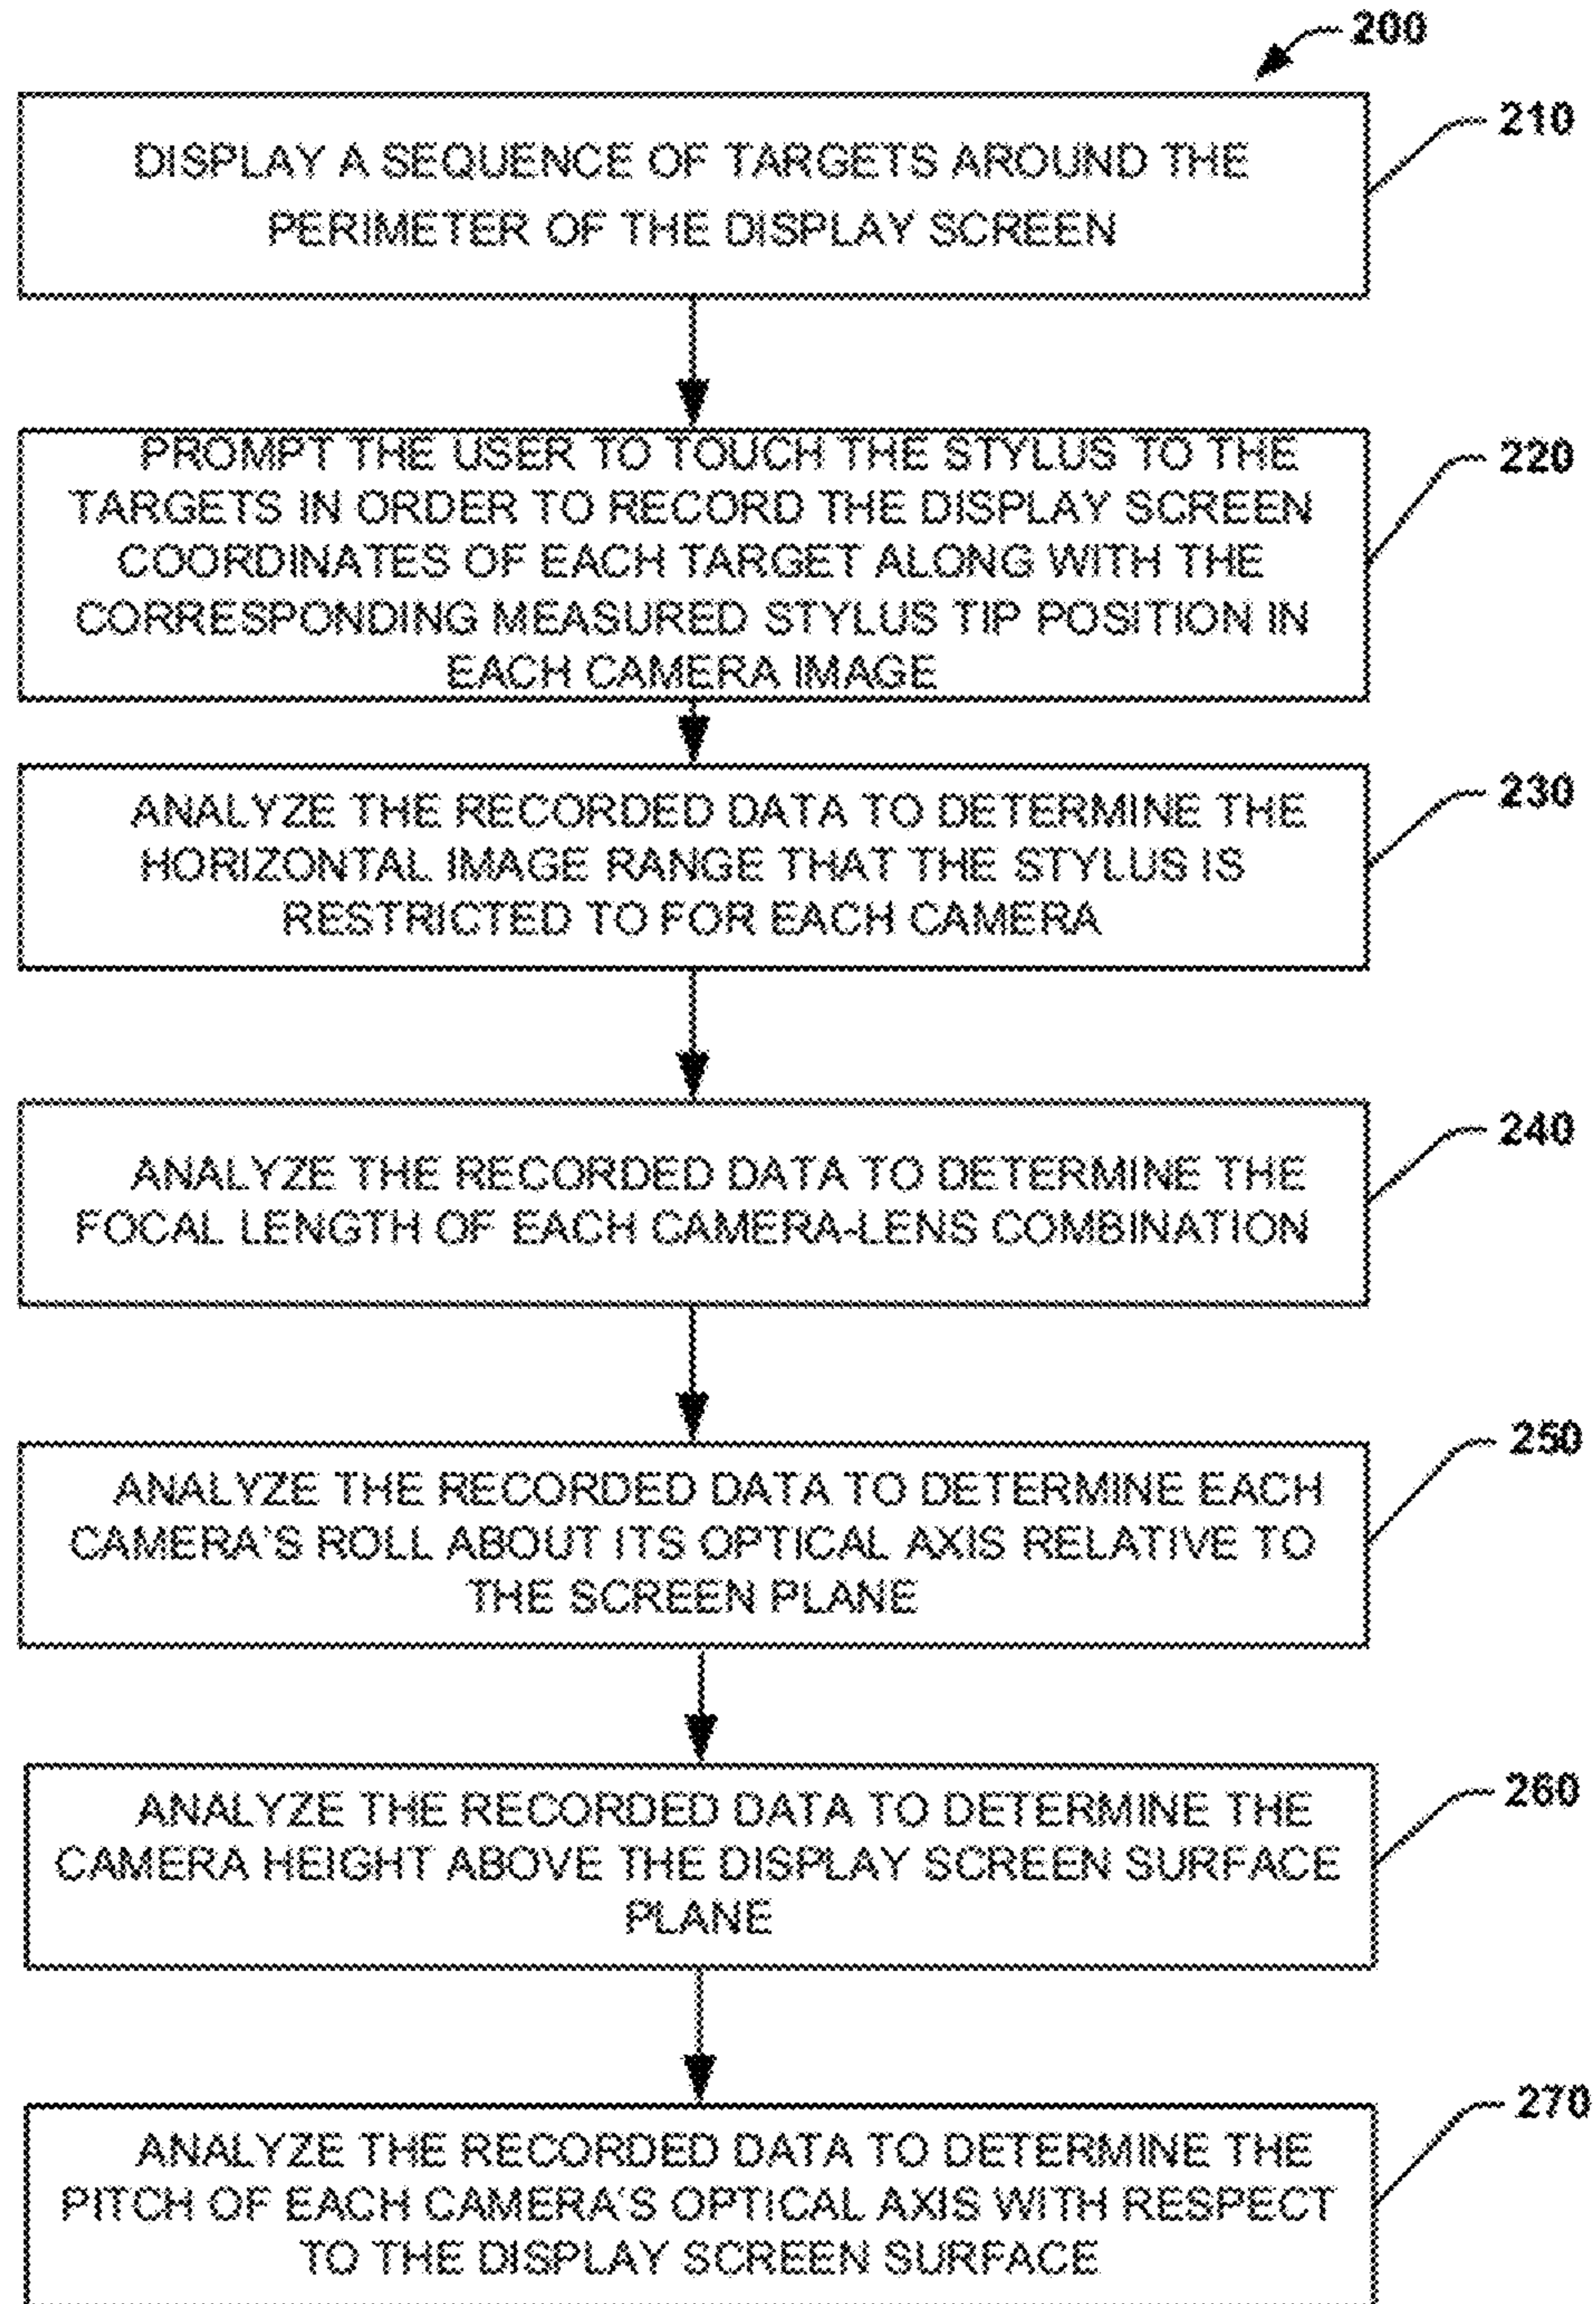 200
210
DISPLAY A SEQUENCE OF TARGETS AROUND THE
PERIMETER OF THE DISPLAY SCREEN
220
PROMPT THE USER TO TOUCH THE STYLUS TO THE
TARGETS IN ORDER TO RECORD THE DISPLAY SCREEN
COORDINATES OF EACH TARGET ALONG WITH THE
CORRESPONDING MEASURED STYLUS TIP POSITION IN
EACH CAMERA IMAGE
230
ANALYZE THE RECORDED DATA TO DETERMINE THE
HORIZONTAL IMAGE RANGE THAT THE STYLUS IS
RESTRICTED TO FOR EACH CAMERA
240
ANALYZE THE RECORDED DATA TO DETERMINE THE
FOCAL LENGTH OF EACH CAMERA-LENS COMBINATION
250
ANALYZE THE RECORDED DATA TO DETERMINE EACH
CAMERA'S ROLL ABOUT ITS OPTICAL AXIS RELATIVE TO
THE SCREEN PLANE
260
ANALYZE THE RECORDED DATA TO DETERMINE THE
CAMERA HEIGHT ABOVE THE DISPLAY SCREEN SURFACE
PLANE
270
ANALYZE THE RECORDED DATA TO DETERMINE THE
PITCH OF EACH CAMERA'S OPTICAL AXIS WITH RESPECT
TO THE DISPLAY SCREEN SURFACE